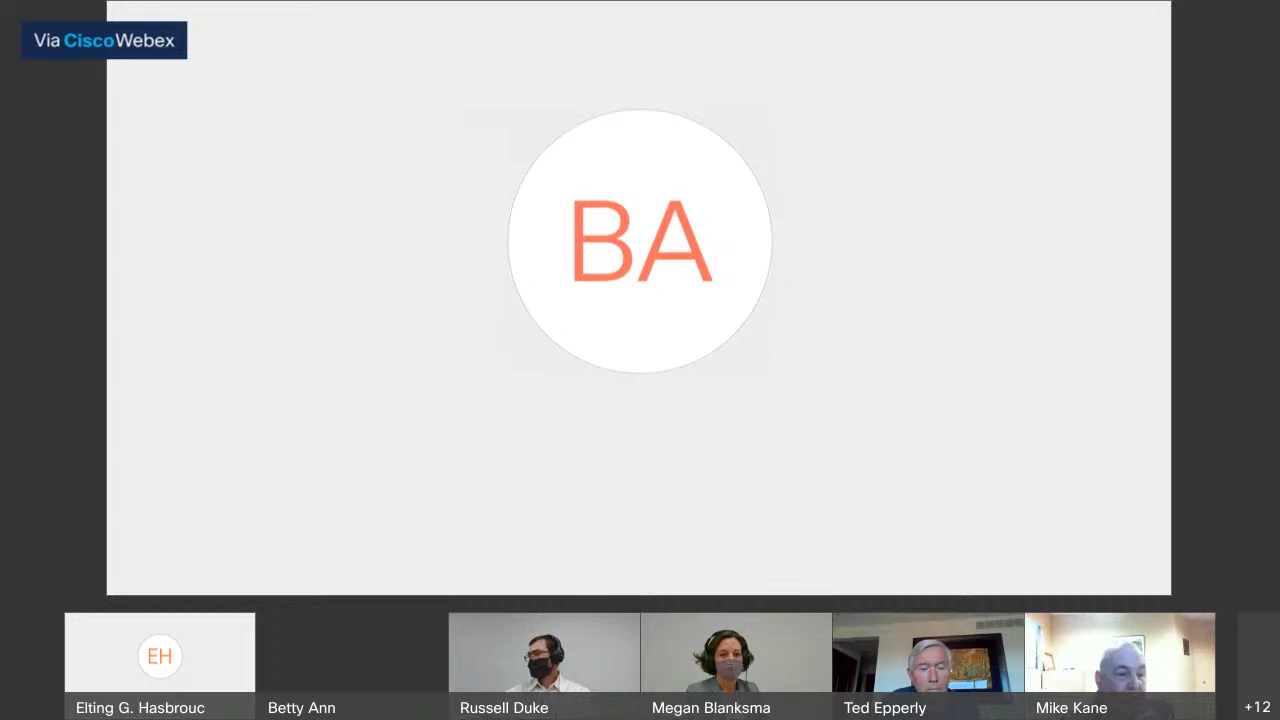 Via CiscoWebex
BA
EH
Elting G. Hasbrouc
Betty Ann
Russell Duke
Megan Blanksma
Ted Epperly
Mike Kane
+12